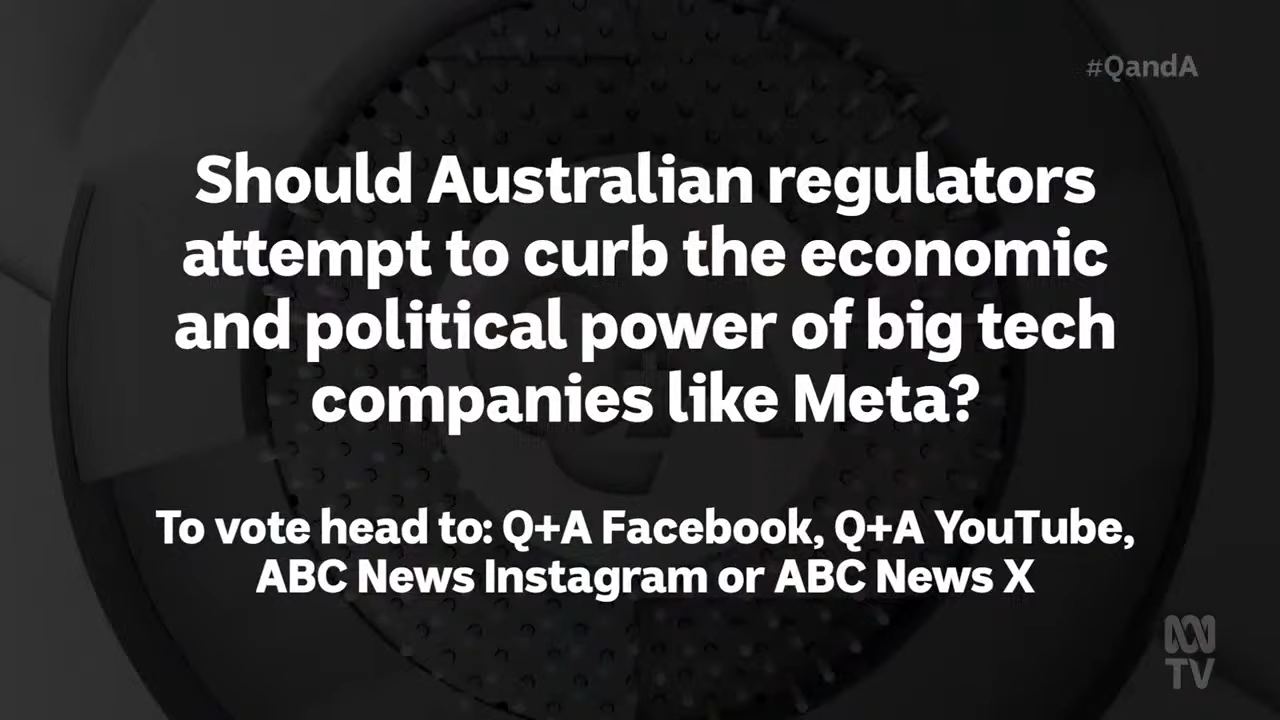 #QandA
Should Australian regulators
attempt to curb the economic
and political power of big tech
companies like Meta?
To vote head to: Q+A Facebook, Q+A YouTube,
ABC News Instagram or ABC News X
TV